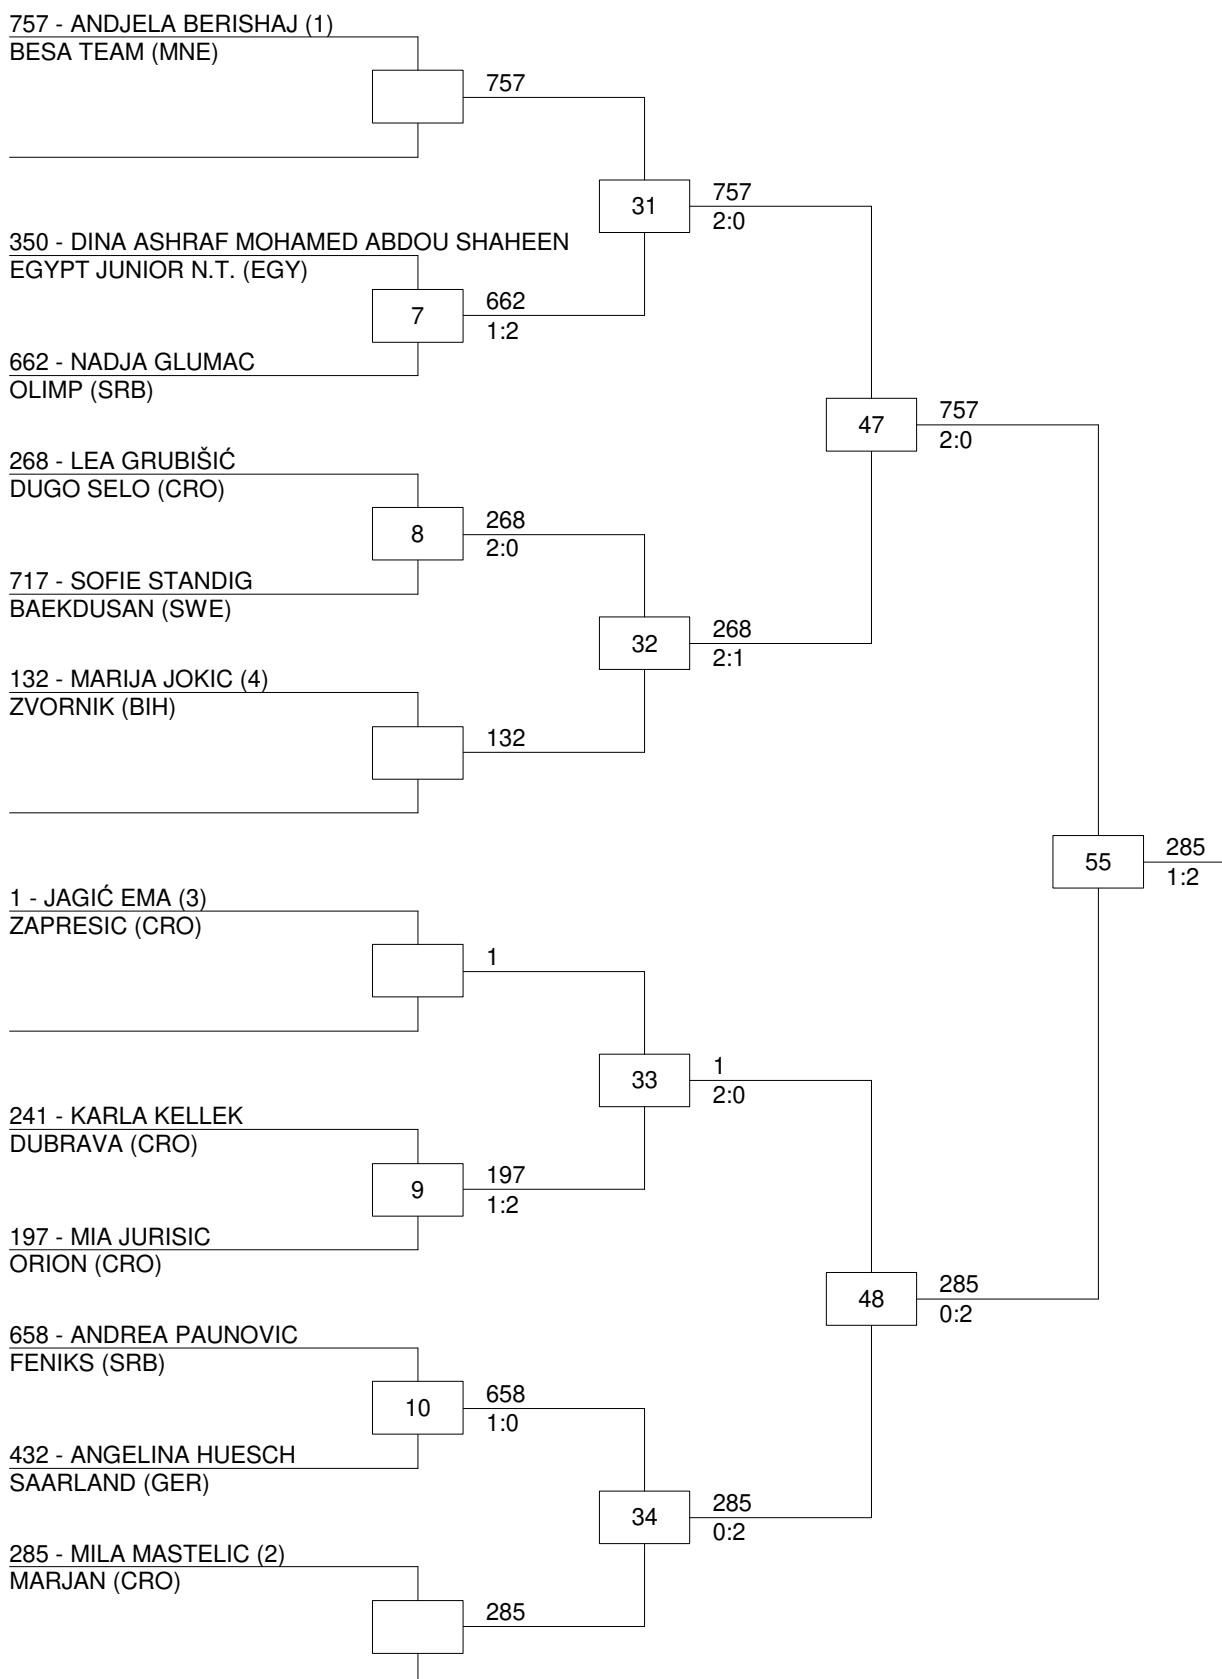 757 - ANDJELA BERISHAJ (1)
BESA TEAM (MNE)
757
31
757
2:0
350 - DINA ASHRAF MOHAMED ABDOU SHAHEEN
EGYPT JUNIOR N.T. (EGY)
7
662
1:2
662 - NADJA GLUMAC
OLIMP (SRB)
47
757
2:0
268 - LEA GRUBIŠIĆ
DUGO SELO (CRO)
8
268
2:0
717 - SOFIE STANDIG
BAEKDUSAN (SWE)
32
268
2:1
132 - MARIJA JOKIC (4)
ZVORNIK (BIH)
132
55
285
1:2
1 - JAGIĆ EMA (3)
ZAPRESIC (CRO)
1
33
1
2:0
241 - KARLA KELLEK
DUBRAVA (CRO)
9
197
1:2
197 - MIA JURISIC
ORION (CRO)
48
285
0:2
658 - ANDREA PAUNOVIC
FENIKS (SRB)
10
658
1:0
432 - ANGELINA HUESCH
SAARLAND (GER)
34
285
0:2
285 - MILA MASTELIC (2)
MARJAN (CRO)
285